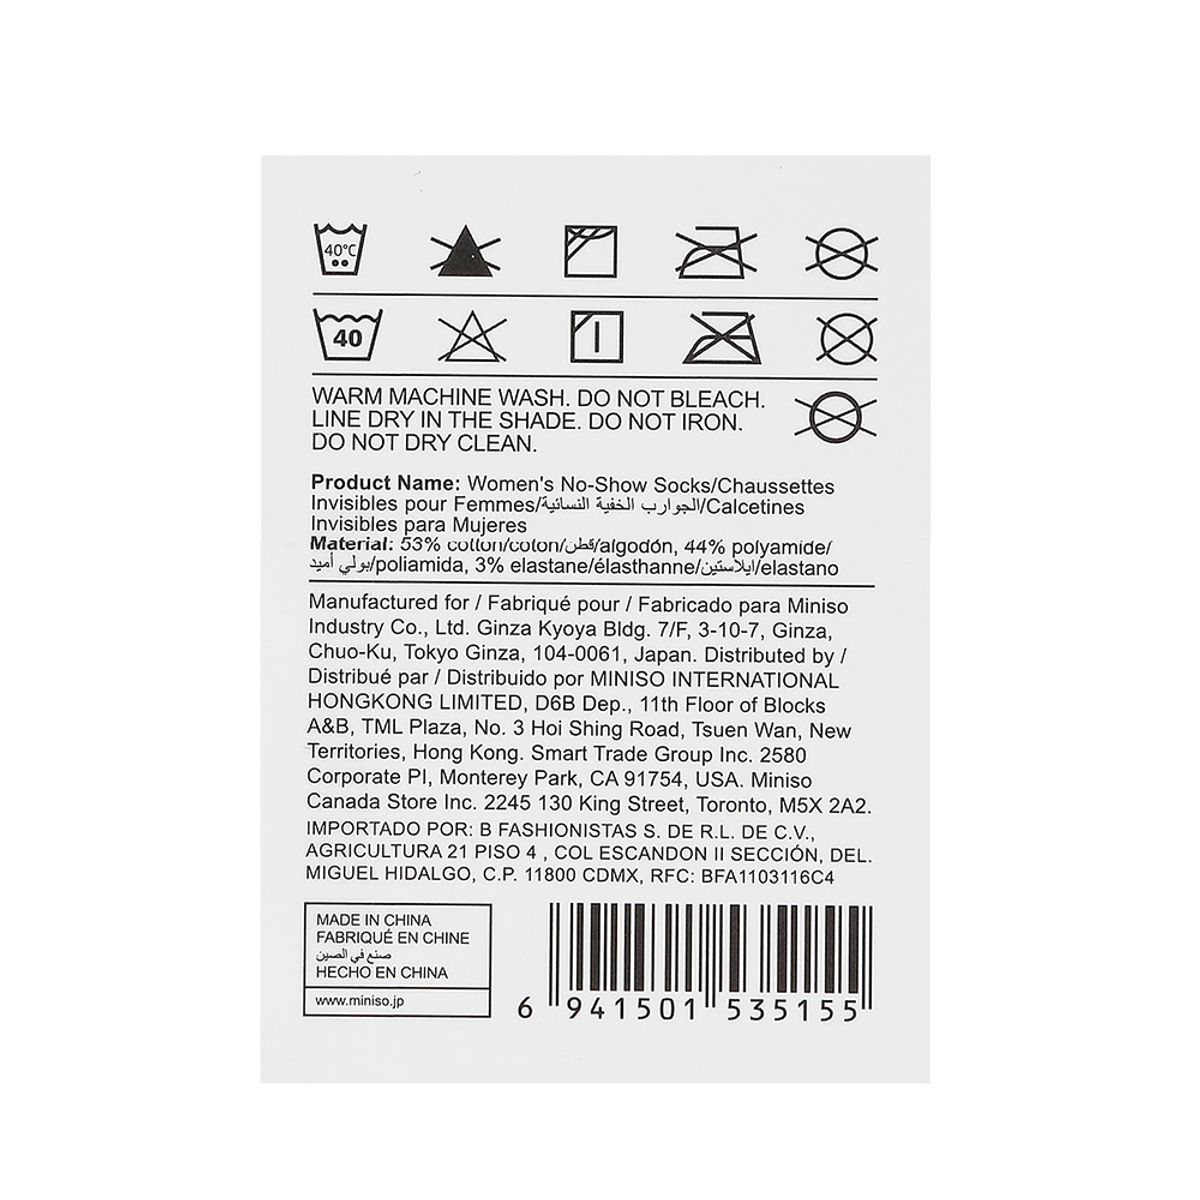 40°C
40
WARM MACHINE WASH. DO NOT BLEACH.
LINE DRY IN THE SHADE. DO NOT IRON.
DO NOT DRY CLEAN.
Product Name: Women's No-Show Socks/Chaussettes
Invisibles pour Femmes/الجوارب الخفية النسائية/Calcetines
Invisibles para Mujeres
Material: 53% cotton/coton/قطن/algodón, 44% polyamide/
بولي أميد/poliamida, 3% elastane/élasthanne/ايلاستين/elastano
Manufactured for / Fabriqué pour / Fabricado para Miniso
Industry Co., Ltd. Ginza Kyoya Bldg. 7/F, 3-10-7, Ginza,
Chuo-Ku, Tokyo Ginza, 104-0061, Japan. Distributed by /
Distribué par / Distribuido por MINISO INTERNATIONAL
HONGKONG LIMITED, D6B Dep., 11th Floor of Blocks
A&B, TML Plaza, No. 3 Hoi Shing Road, Tsuen Wan, New
Territories, Hong Kong. Smart Trade Group Inc. 2580
Corporate Pl, Monterey Park, CA 91754, USA. Miniso
Canada Store Inc. 2245 130 King Street, Toronto, M5X 2A2.
IMPORTADO POR: B FASHIONISTAS S. DE R.L. DE C.V.,
AGRICULTURA 21 PISO 4 , COL ESCANDON II SECCIÓN, DEL.
MIGUEL HIDALGO, C.P. 11800 CDMX, RFC: BFA1103116C4
MADE IN CHINA
FABRIQUÉ EN CHINE
صنع في الصين
HECHO EN CHINA
www.miniso.jp
6 941501 535155